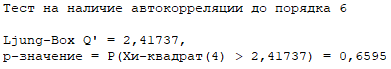 Тест на наличие автокорреляции до порядка 6
Ljung-Box Q' = 2,41737,
p-значение = P(Хи-квадрат(4) > 2,41737) = 0,6595